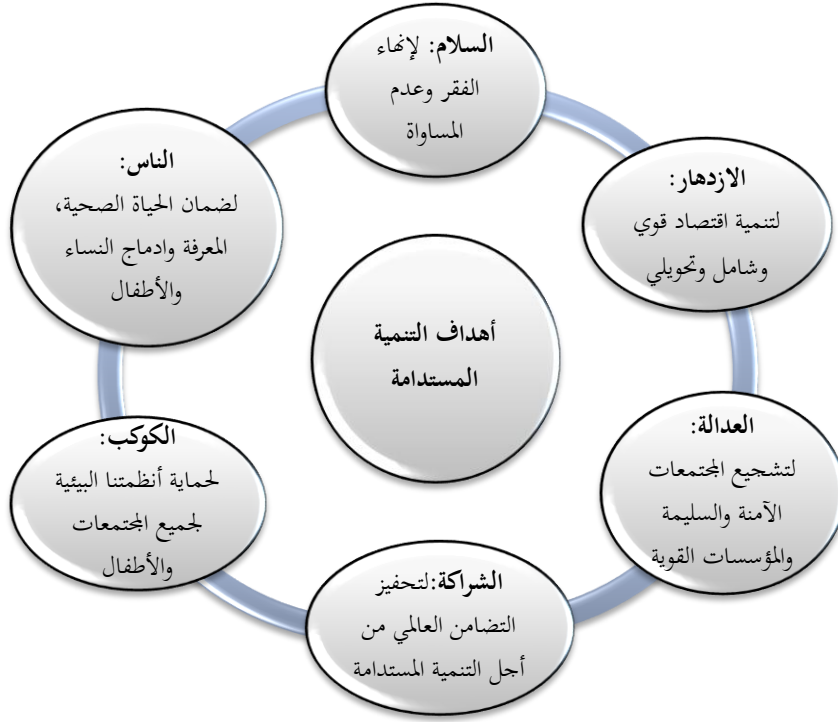 السلام: لإنهاء
الفقر وعدم
المساواة
الازدهار:
لتنمية اقتصاد قوي
وشامل وتحويلي
العدالة:
لتشجيع المجتمعات
الآمنة والسليمة
والمؤسسات القوية
الشراكة:لتحفيز
التضامن العالمي من
أجل التنمية المستدامة
الكوكب:
لحماية أنظمتنا البيئية
لجميع المجتمعات
والأطفال
الناس:
لضمان الحياة الصحية،
المعرفة وادماج النساء
والأطفال
أهداف التنمية
المستدامة